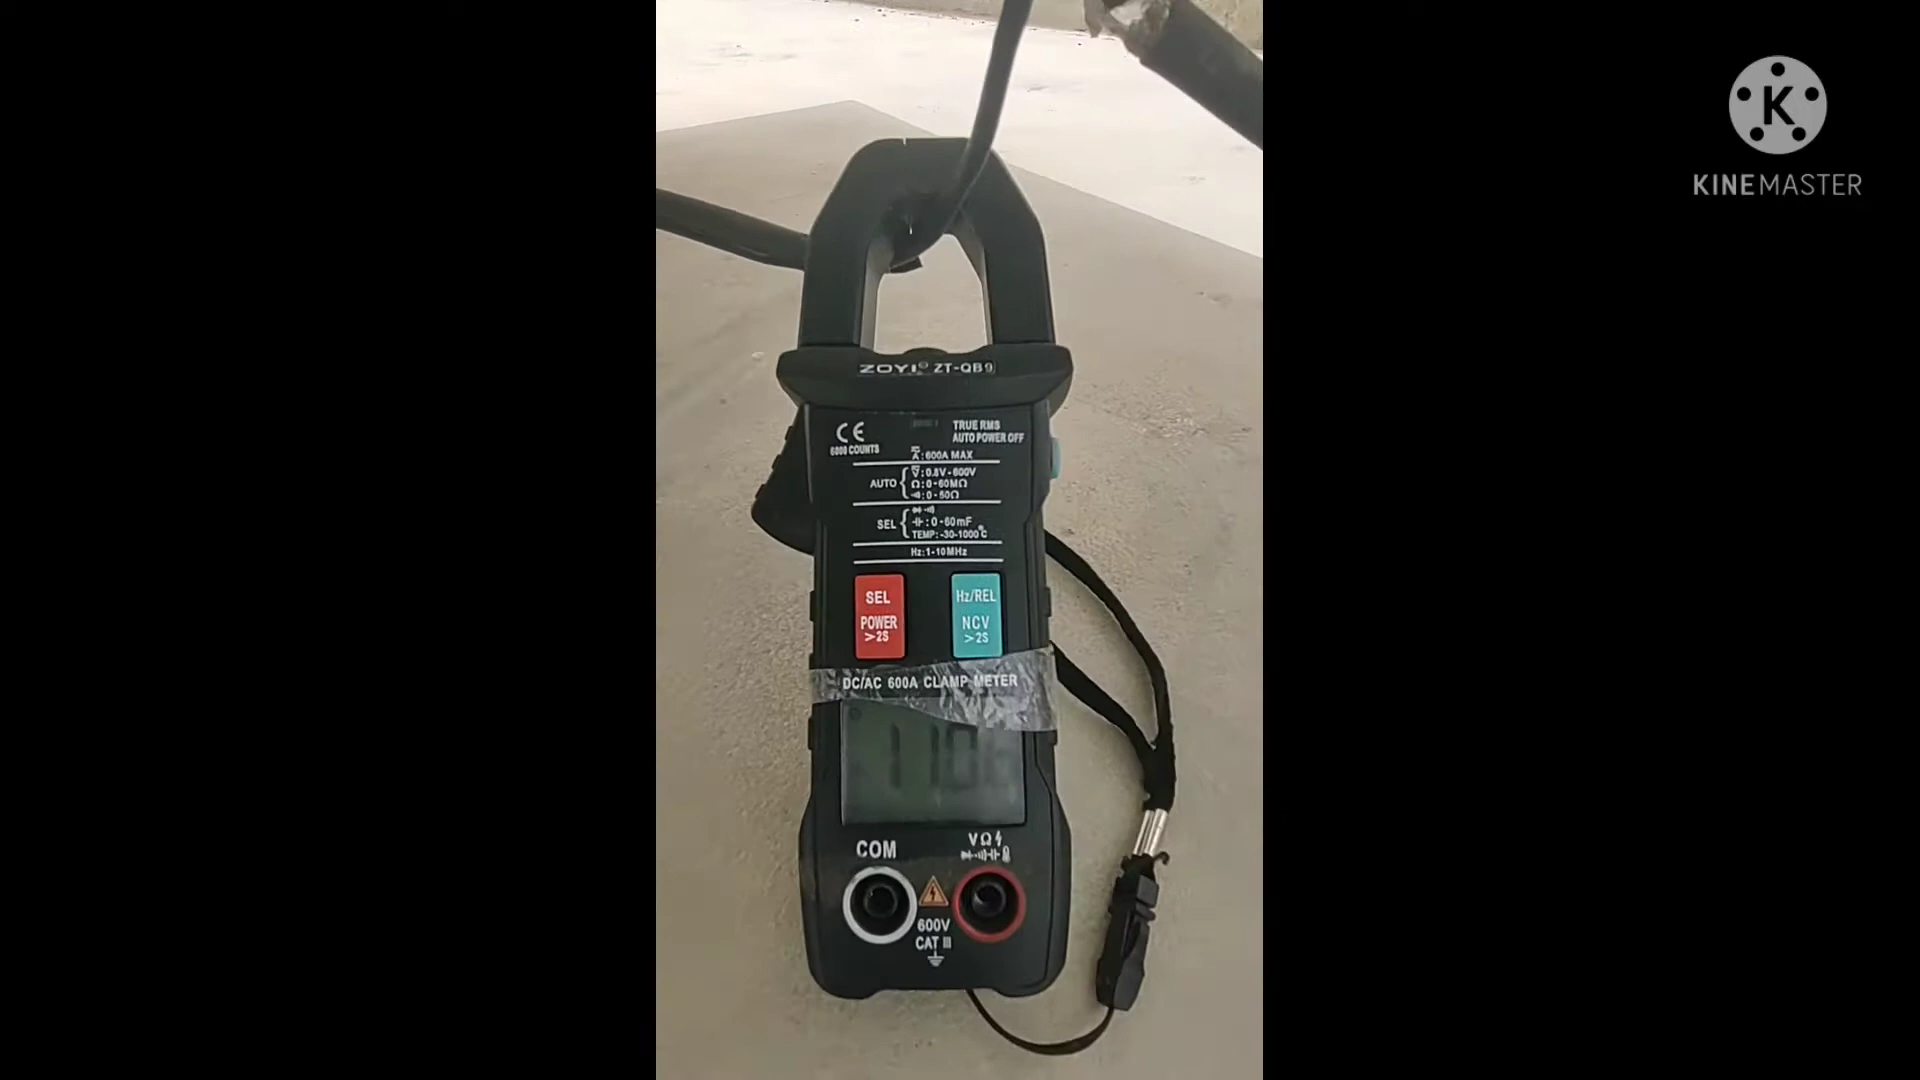 KINEMASTER
ZOYI® ZT-QB9
CE
6000 COUNTS
TRUE RMS
AUTO POWER OFF
A:600A MAX
AUTO
V:0.8V-600V
Ω:0-60MΩ
:0-50Ω
SEL
:0-60mF
TEMP:-30-1000°C
Hz:1-10MHz
SEL
POWER
>2S
Hz/REL
NCV
>2S
DC/AC 600A CLAMP METER
COM
VΩ
600V
CAT III